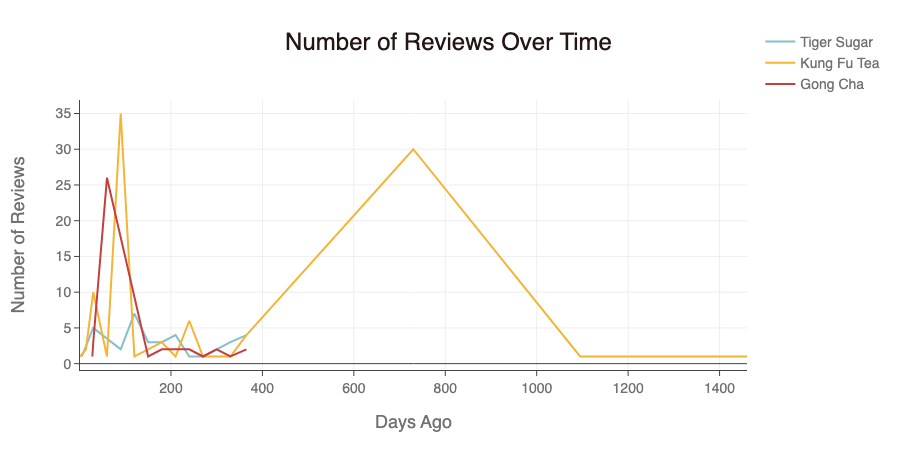 Number of Reviews Over Time
Tiger Sugar
Kung Fu Tea
Gong Cha
Number of Reviews
35
30
25
20
15
10
5
0
200 400 600 800 1000 1200 1400
Days Ago